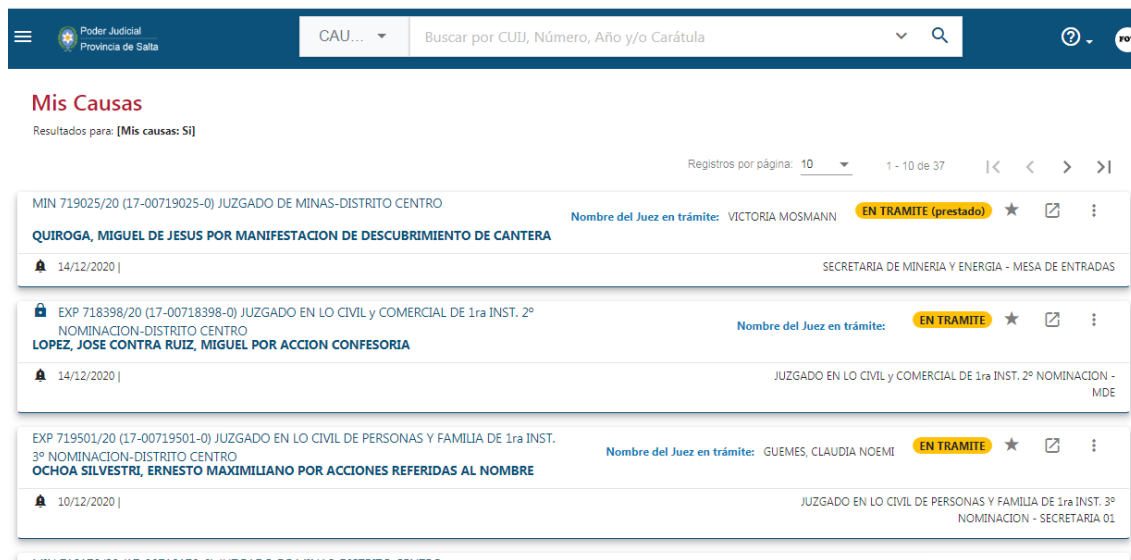 Poder Judicial
Provincia de Salta
CAU...
Buscar por CUIJ, Número, Año y/o Carátula
Mis Causas
Resultados para: [Mis causas: Si]
Registros por página: 10
1 - 10 de 37
MIN 719025/20 (17-00719025-0) JUZGADO DE MINAS-DISTRITO CENTRO
Nombre del Juez en trámite: VICTORIA MOSMANN
EN TRAMITE (prestado)
QUIROGA, MIGUEL DE JESUS POR MANIFESTACION DE DESCUBRIMIENTO DE CANTERA
14/12/2020 |
SECRETARIA DE MINERIA Y ENERGIA - MESA DE ENTRADAS
EXP 718398/20 (17-00718398-0) JUZGADO EN LO CIVIL y COMERCIAL DE 1ra INST. 2º
NOMINACION-DISTRITO CENTRO
Nombre del Juez en trámite:
EN TRAMITE
LOPEZ, JOSE CONTRA RUIZ, MIGUEL POR ACCION CONFESORIA
14/12/2020 |
JUZGADO EN LO CIVIL y COMERCIAL DE 1ra INST. 2º NOMINACION -
MDE
EXP 719501/20 (17-00719501-0) JUZGADO EN LO CIVIL DE PERSONAS Y FAMILIA DE 1ra INST.
3º NOMINACION-DISTRITO CENTRO
Nombre del Juez en trámite: GUEMES, CLAUDIA NOEMI
EN TRAMITE
OCHOA SILVESTRI, ERNESTO MAXIMILIANO POR ACCIONES REFERIDAS AL NOMBRE
10/12/2020 |
JUZGADO EN LO CIVIL DE PERSONAS Y FAMILIA DE 1ra INST. 3º
NOMINACION - SECRETARIA 01